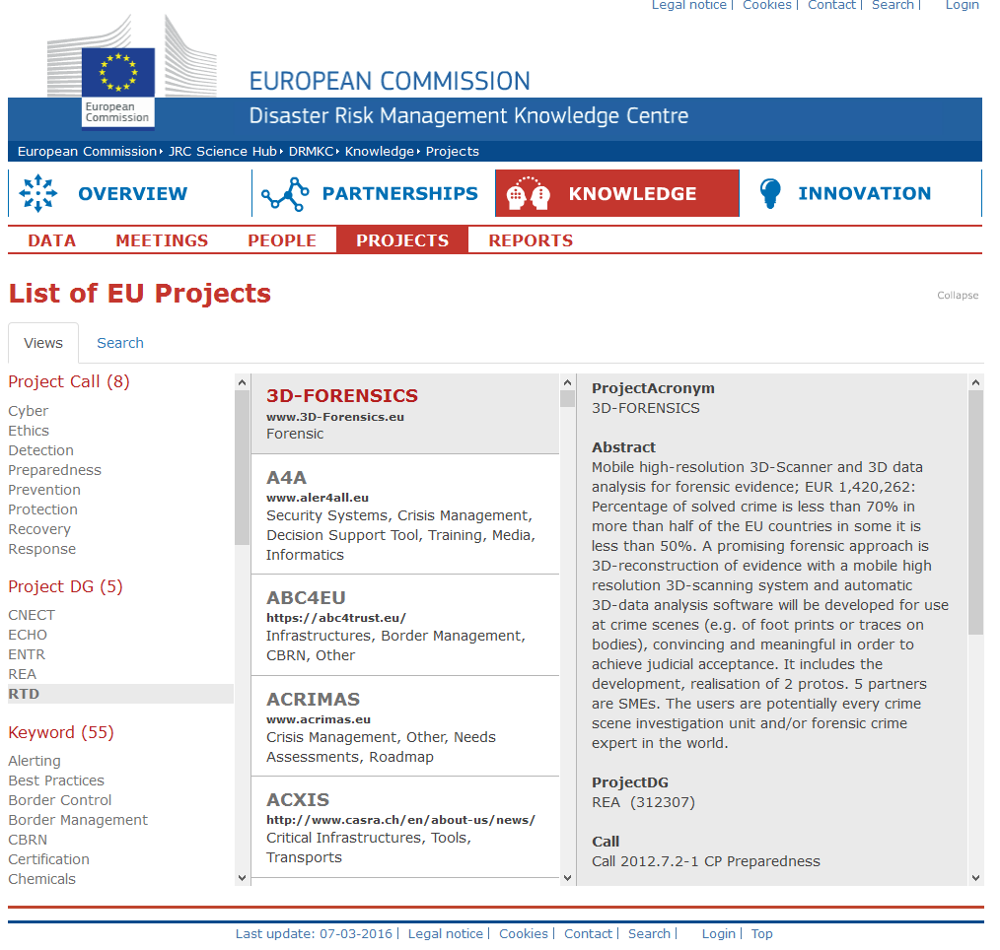 Legal notice | Cookies | Contact | Search | Login
European
Commission
EUROPEAN COMMISSION
Disaster Risk Management Knowledge Centre
European Commission JRC Science Hub DRMKC Knowledge Projects
OVERVIEW PARTNERSHIPS KNOWLEDGE INNOVATION
DATA MEETINGS PEOPLE PROJECTS REPORTS
List of EU Projects
Collapse
Views Search
Project Call (8)
Cyber
Ethics
Detection
Preparedness
Prevention
Protection
Recovery
Response
Project DG (5)
CNECT
ECHO
ENTR
REA
RTD
Keyword (55)
Alerting
Best Practices
Border Control
Border Management
CBRN
Certification
Chemicals
3D-FORENSICS
www.3D-Forensics.eu
Forensic
A4A
www.aler4all.eu
Security Systems, Crisis Management,
Decision Support Tool, Training, Media,
Informatics
ABC4EU
https://abc4trust.eu/
Infrastructures, Border Management,
CBRN, Other
ACRIMAS
www.acrimas.eu
Crisis Management, Other, Needs
Assessments, Roadmap
ACXIS
http://www.casra.ch/en/about-us/news/
Critical Infrastructures, Tools,
Transports
ProjectAcronym
3D-FORENSICS
Abstract
Mobile high-resolution 3D-Scanner and 3D data
analysis for forensic evidence; EUR 1,420,262:
Percentage of solved crime is less than 70% in
more than half of the EU countries in some it is
less than 50%. A promising forensic approach is
3D-reconstruction of evidence with a mobile high
resolution 3D-scanning system and automatic
3D-data analysis software will be developed for use
at crime scenes (e.g. of foot prints or traces on
bodies), convincing and meaningful in order to
achieve judicial acceptance. It includes the
development, realisation of 2 protos. 5 partners
are SMEs. The users are potentially every crime
scene investigation unit and/or forensic crime
expert in the world.
ProjectDG
REA (312307)
Call
Call 2012.7.2-1 CP Preparedness
Last update: 07-03-2016 | Legal notice | Cookies | Contact | Search | Login | Top